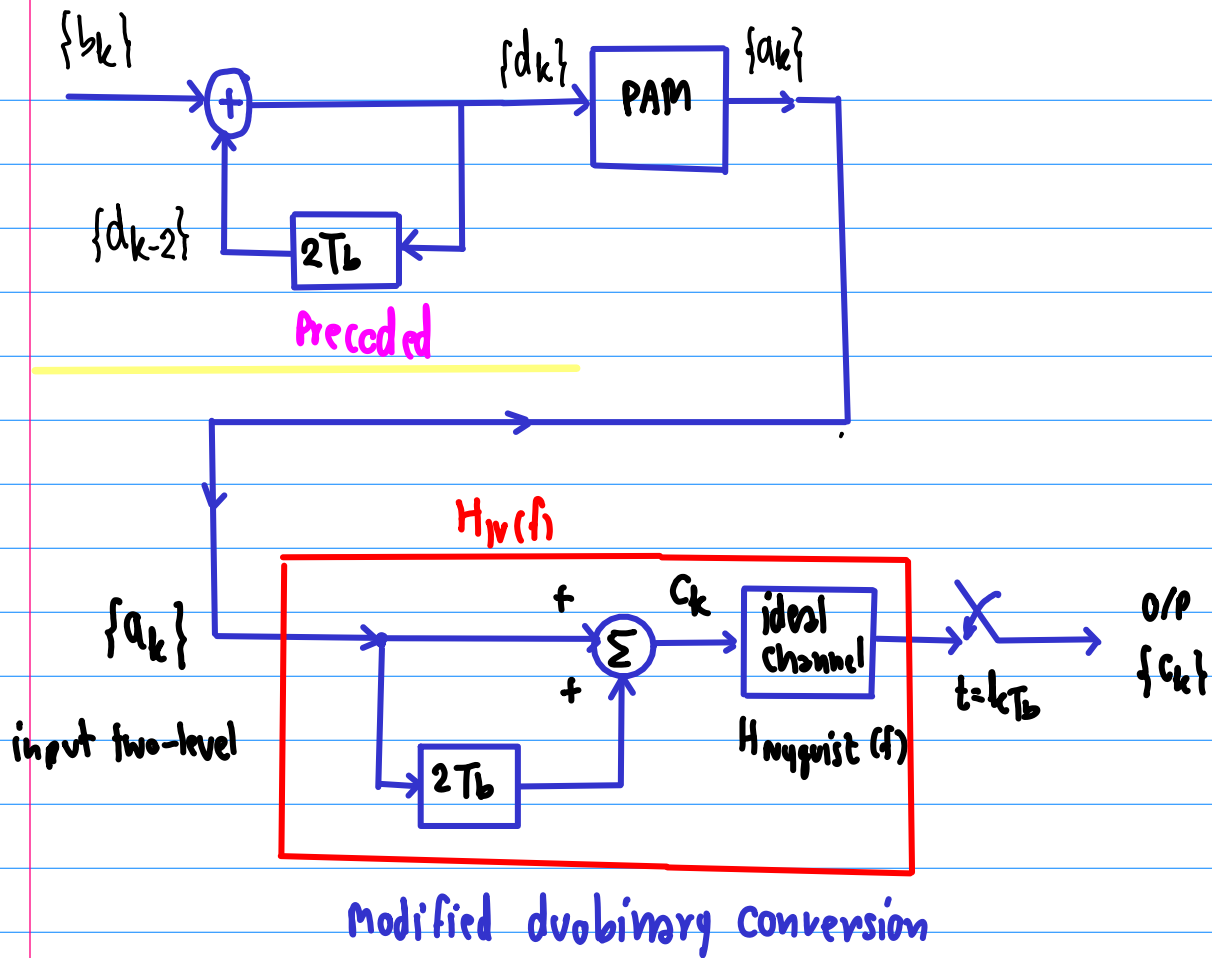 {bk}
+
{dk}
PAM
{ak}
{dk-2}
2Tb
Precoded
HIV(f)
{ak}
input two-level
+
+
Σ
Ck
ideal
channel
HNyquist(f)
2Tb
t=kTb
O/P
{Ck}
Modified duobinary conversion